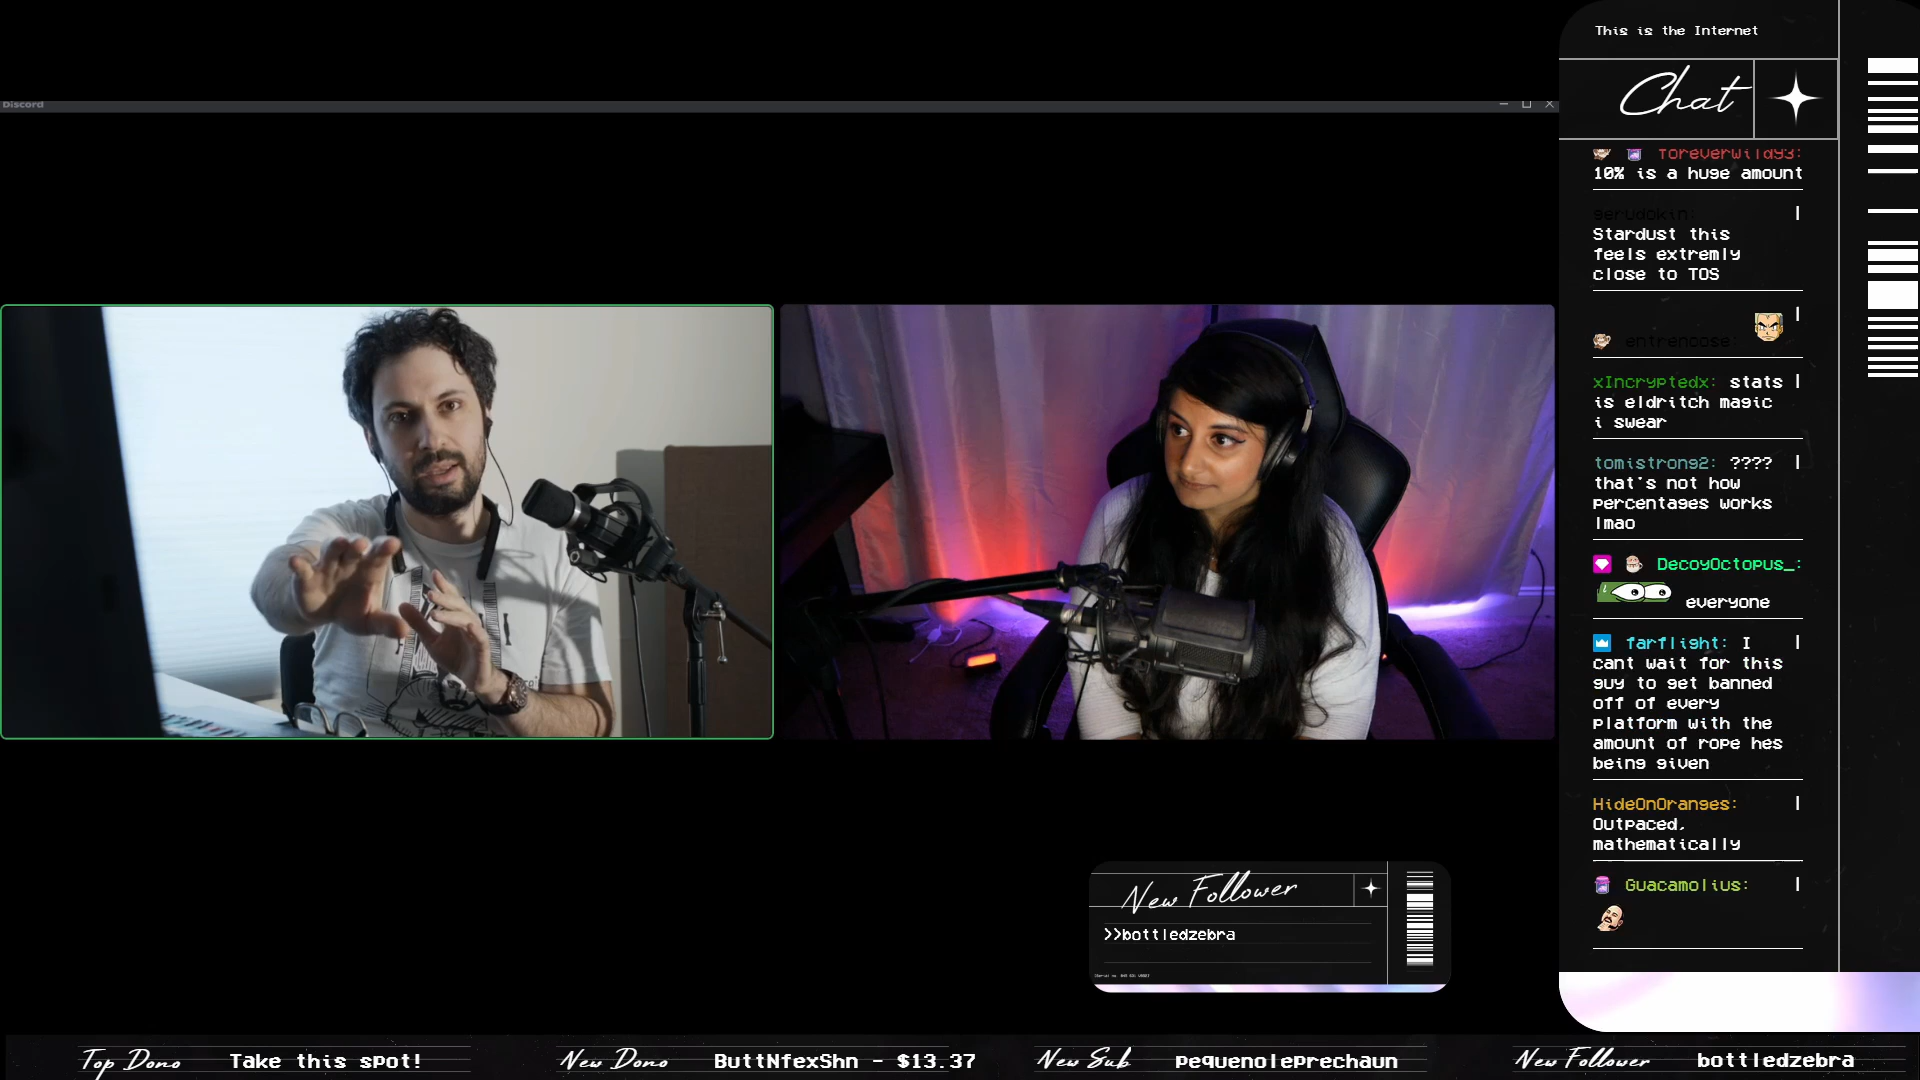 This is the Internet
Discord
Chat
foreverwildy93:
10% is a huge amount
gerudokin:
Stardust this
feels extremly
close to TOS
entrencose:
xIncryptedx: stats
is eldritch magic
i swear
tomistrong2: ????
that's not how
percentages works
lmao
DecoyOctopus_:
everyone
farflight: I
cant wait for this
guy to get banned
off of every
platform with the
amount of rope hes
being given
HideOnOranges:
Outpaced,
mathematically
Guacamolius:
New Follower
>>bottledzebra
Top Dono Take this spot!
New Dono ButtNfexShn - $13.37
New Sub pequenoleprechaun
New Follower bottledzebra